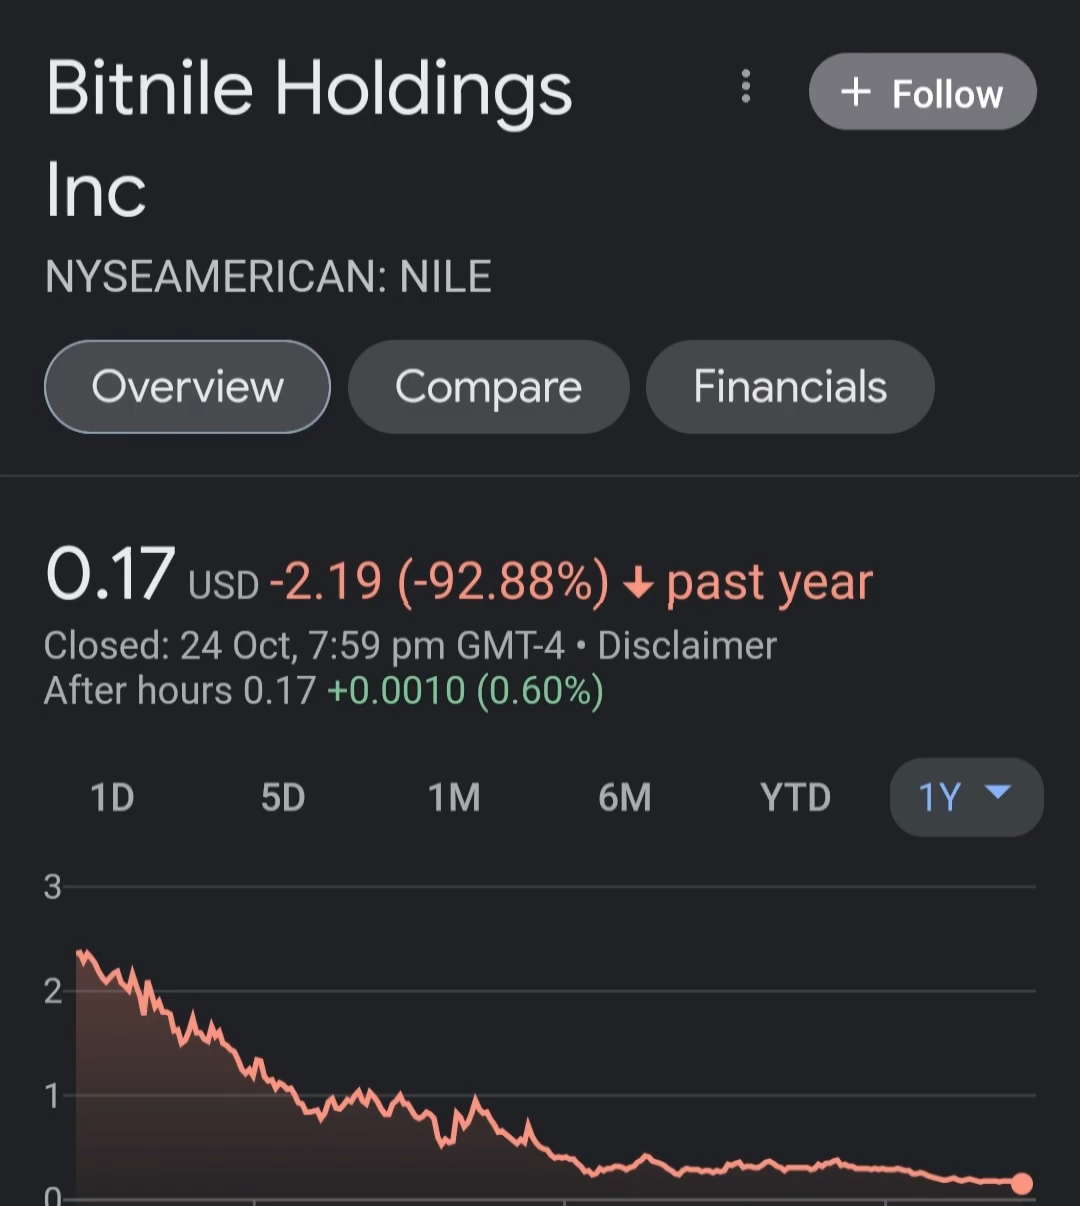 Bitnile Holdings
Inc
+ Follow
NYSEAMERICAN: NILE
Overview Compare Financials
0.17 USD -2.19 (-92.88%) ↓ past year
Closed: 24 Oct, 7:59 pm GMT-4 • Disclaimer
After hours 0.17 +0.0010 (0.60%)
1D 5D 1M 6M YTD 1Y
3
2
1
0